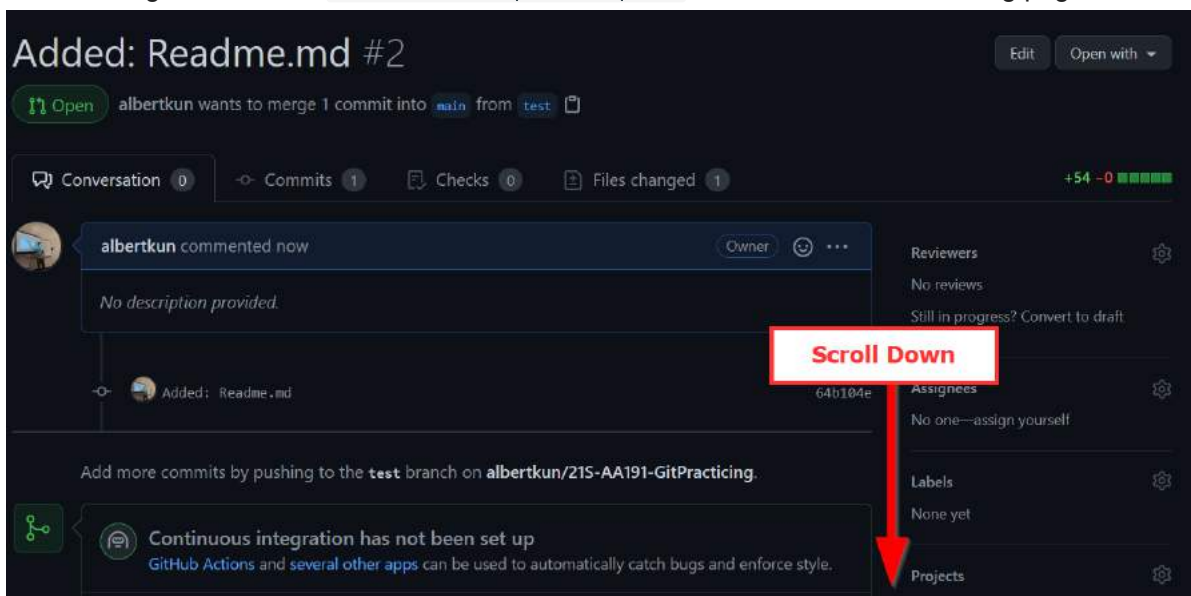 Added: Readme.md #2
Edit
Open with
Open
albertkun wants to merge 1 commit into main from test
Conversation 0
Commits 1
Checks 0
Files changed 1
+54 −0
albertkun commented now
Owner
No description provided.
Reviewers
No reviews
Still in progress? Convert to draft
Scroll Down
Added: Readme.md
64b104e
Assignees
No one—assign yourself
Add more commits by pushing to the test branch on albertkun/21S-AA191-GitPracticing.
Labels
None yet
Continuous integration has not been set up
GitHub Actions and several other apps can be used to automatically catch bugs and enforce style.
Projects